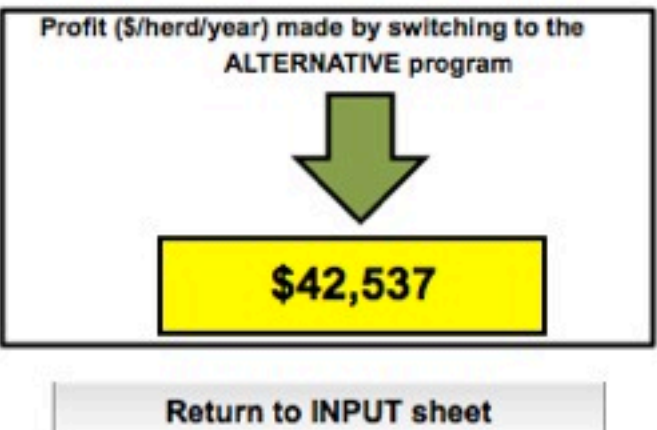 Profit ($/herd/year) made by switching to the
ALTERNATIVE program
$42,537
Return to INPUT sheet